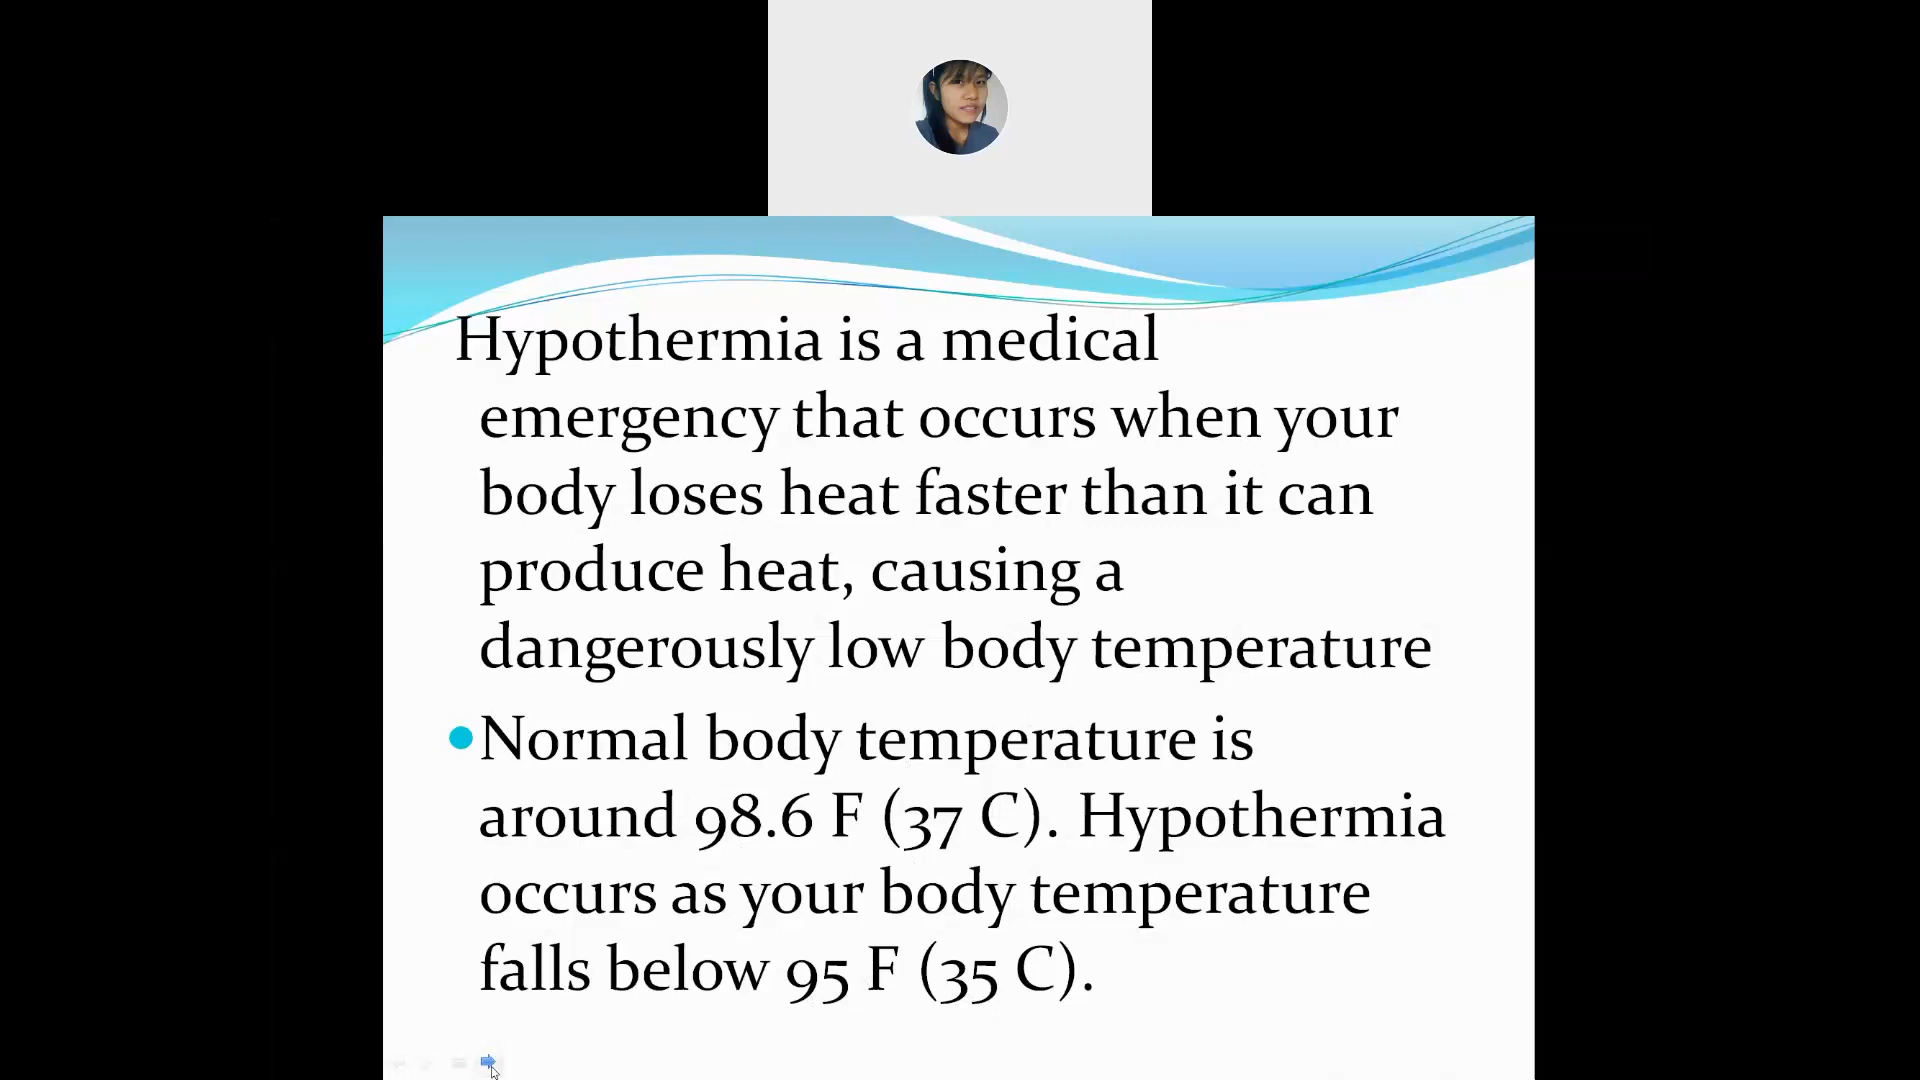 Hypothermia is a medical
emergency that occurs when your
body loses heat faster than it can
produce heat, causing a
dangerously low body temperature
•Normal body temperature is
around 98.6 F (37 C). Hypothermia
occurs as your body temperature
falls below 95 F (35 C).